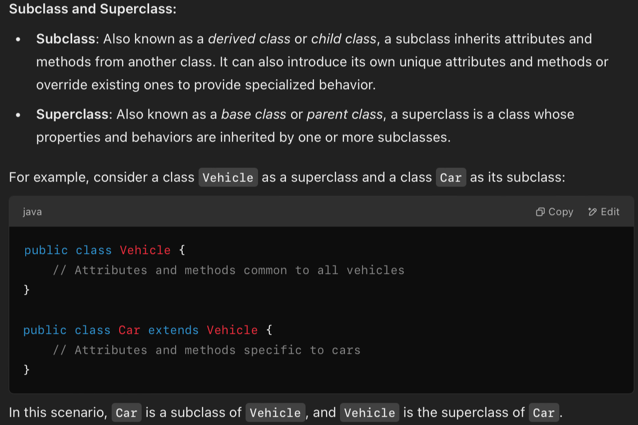 Subclass and Superclass:
• Subclass: Also known as a derived class or child class, a subclass inherits attributes and
methods from another class. It can also introduce its own unique attributes and methods or
override existing ones to provide specialized behavior.
• Superclass: Also known as a base class or parent class, a superclass is a class whose
properties and behaviors are inherited by one or more subclasses.
For example, consider a class Vehicle as a superclass and a class Car as its subclass:
java Copy Edit
public class Vehicle {
    // Attributes and methods common to all vehicles
}
public class Car extends Vehicle {
    // Attributes and methods specific to cars
}
In this scenario, Car is a subclass of Vehicle, and Vehicle is the superclass of Car.